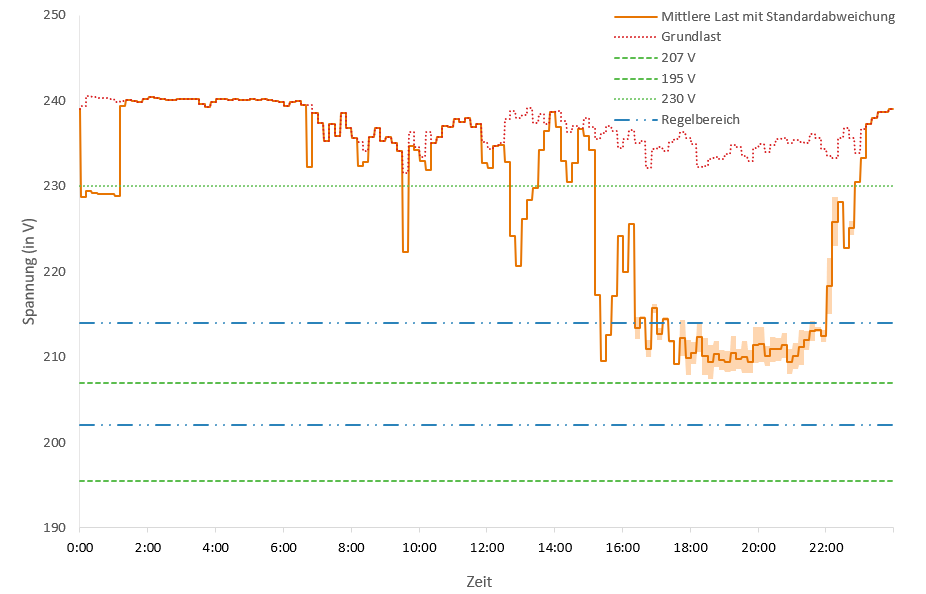 Mittlere Last mit Standardabweichung
Grundlast
207 V
195 V
230 V
Regelbereich
Spannung (in V)
250
240
230
220
210
200
190
0:00 2:00 4:00 6:00 8:00 10:00 12:00 14:00 16:00 18:00 20:00 22:00
Zeit